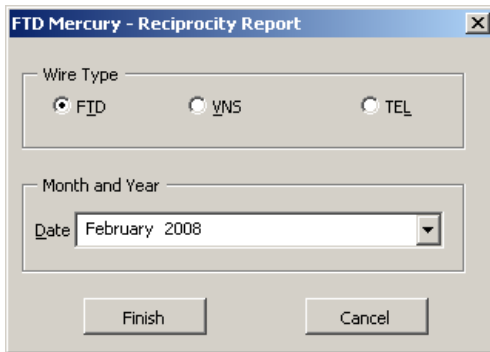 FTD Mercury - Reciprocity Report
Wire Type
FTD VNS TEL
Month and Year
Date February 2008
Finish Cancel